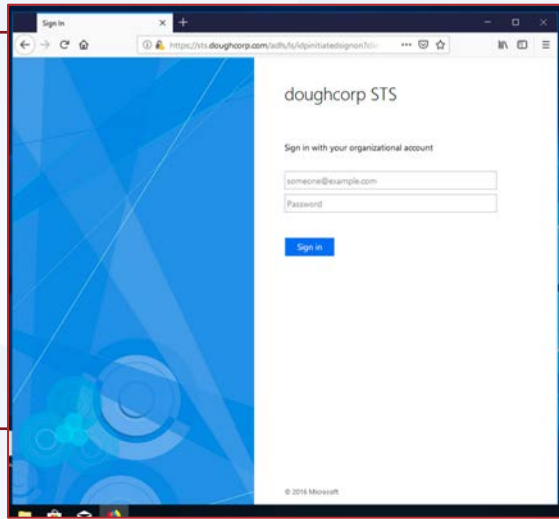 Sign In
https://sts.doughcorp.com/adfs/ls/idpinitiatedsignon?clie
doughcorp STS
Sign in with your organizational account
someone@example.com
Password
Sign in
© 2016 Microsoft